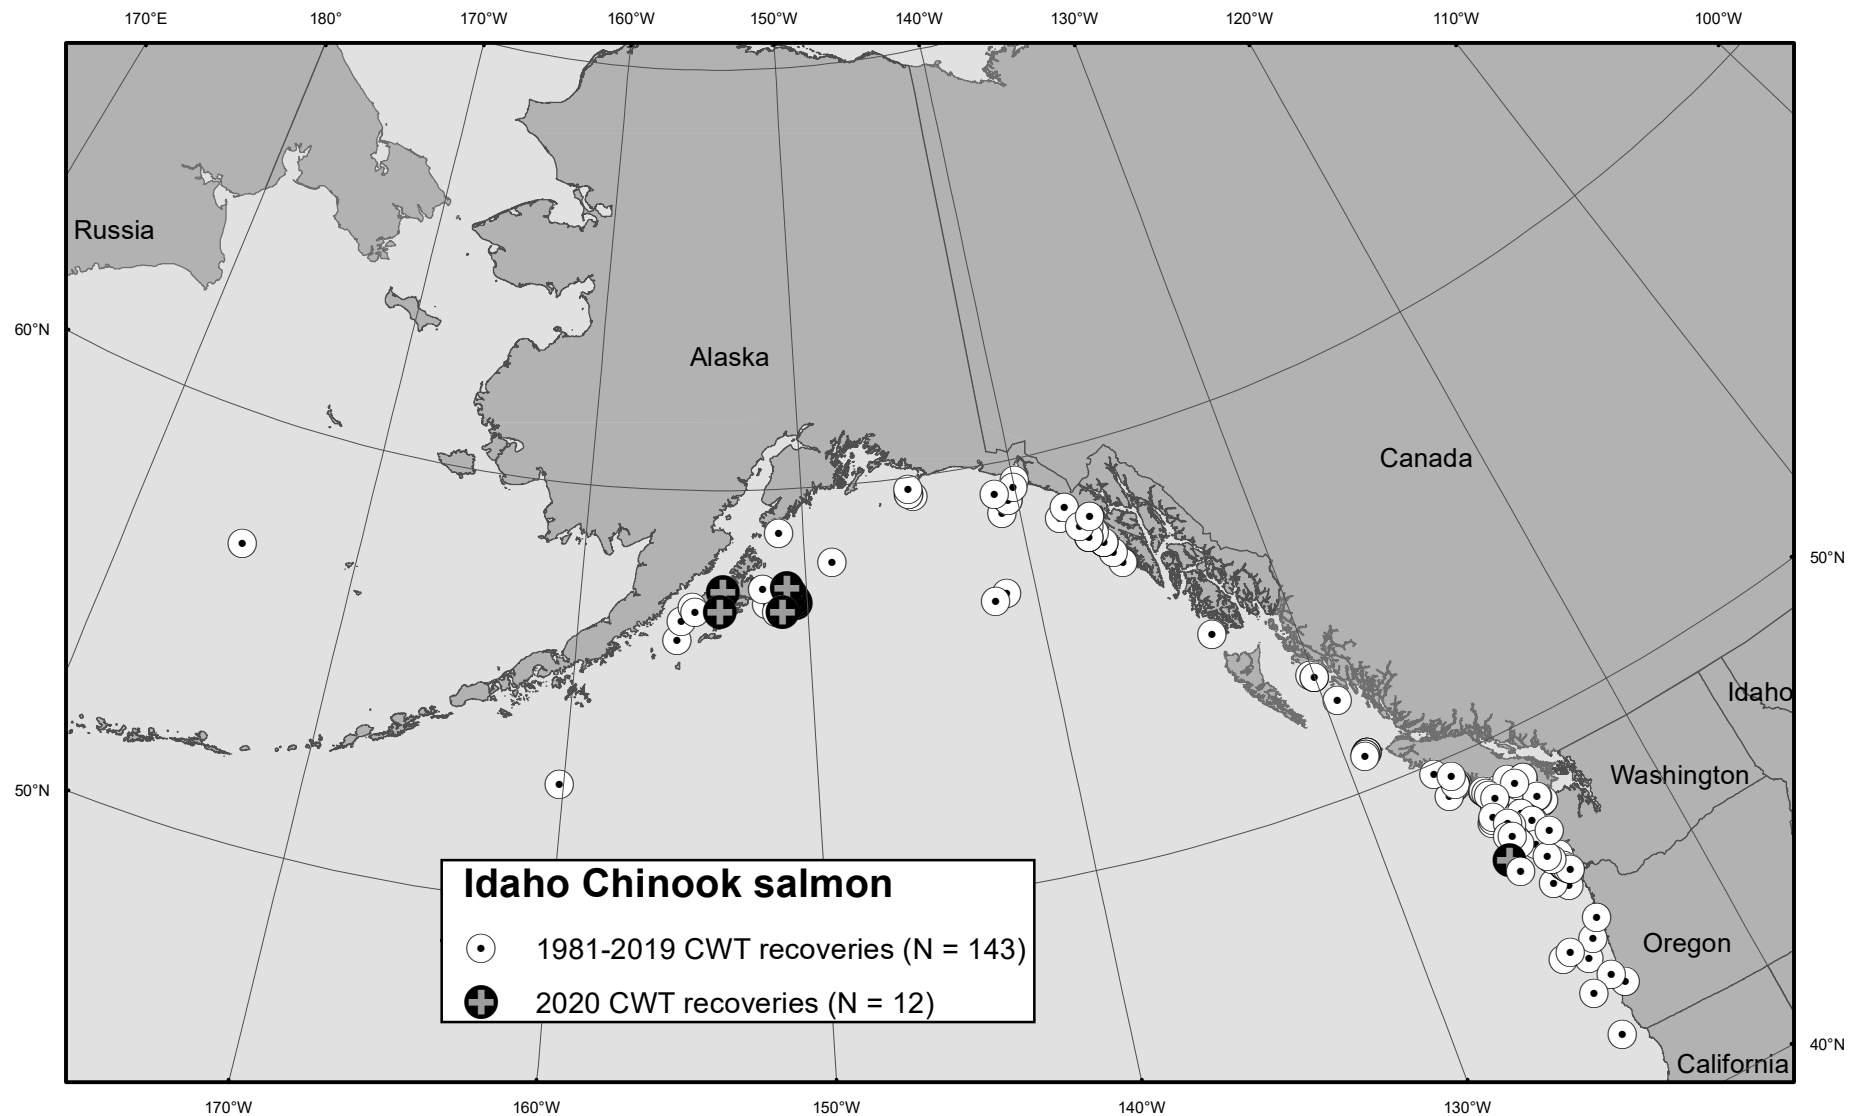 170°E 180° 170°W 160°W 150°W 140°W 130°W 120°W 110°W 100°W
Russia
60°N
Alaska
Canada
50°N
Idaho
Washington
50°N
Idaho Chinook salmon
1981-2019 CWT recoveries (N = 143)
Oregon
2020 CWT recoveries (N = 12)
40°N
California
170°W 160°W 150°W 140°W 130°W